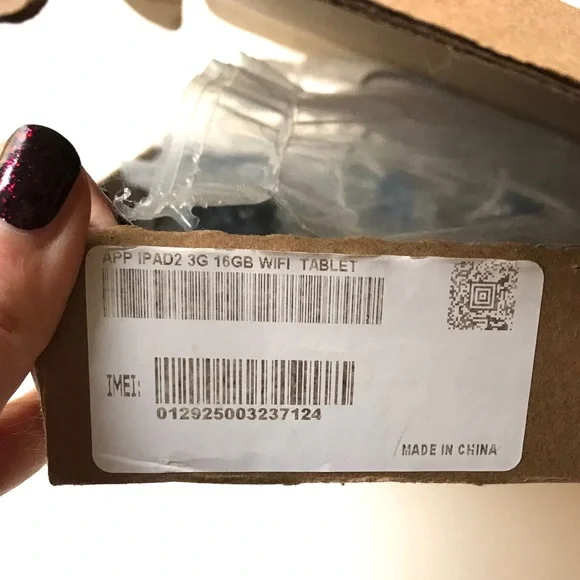 APP IPAD2 3G 16GB WIFI TABLET
IMEI:
012925003237124
MADE IN CHINA